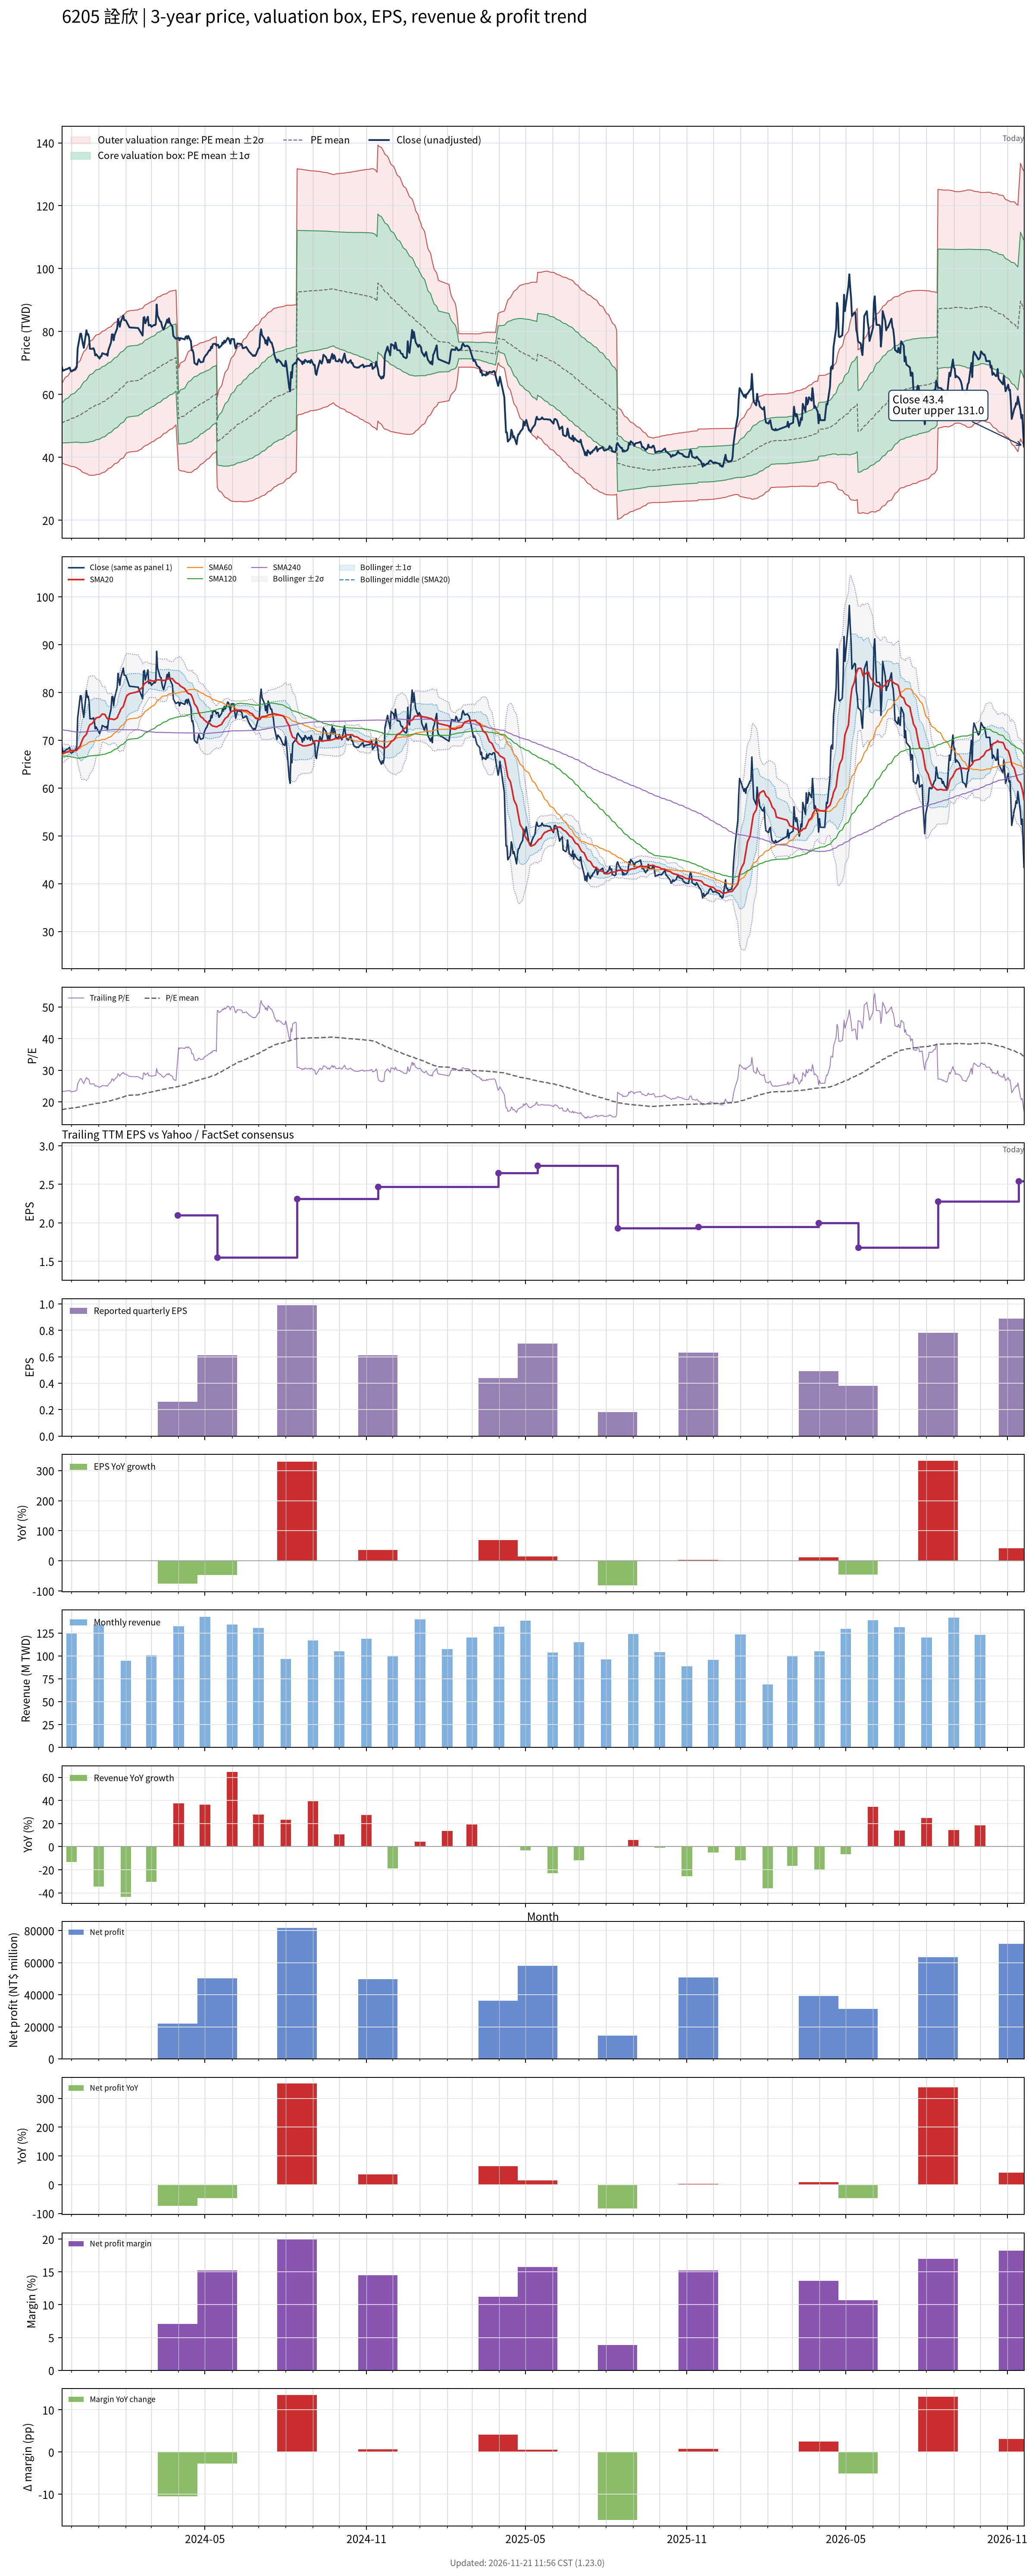 6205 詮欣 | 3-year price, valuation box, EPS, revenue & profit trend
Outer valuation range: PE mean ±2σ
PE mean
Close (unadjusted)
Core valuation box: PE mean ±1σ
Today
140
120
100
80
60
40
20
Price (TWD)
Close 43.4
Outer upper 131.0
Close (same as panel 1)
SMA20
SMA60
SMA120
SMA240
Bollinger ±2σ
Bollinger ±1σ
Bollinger middle (SMA20)
100
90
80
70
60
50
40
30
Price
Trailing P/E
P/E mean
50
40
30
20
P/E
Trailing TTM EPS vs Yahoo / FactSet consensus
Today
3.0
2.5
2.0
1.5
EPS
Reported quarterly EPS
1.0
0.8
0.6
0.4
0.2
0.0
EPS
EPS YoY growth
300
200
100
0
-100
YoY (%)
Monthly revenue
125
100
75
50
25
0
Revenue (M TWD)
Revenue YoY growth
60
40
20
0
-20
-40
YoY (%)
Month
Net profit
80000
60000
40000
20000
0
Net profit (NT$ million)
Net profit YoY
300
200
100
0
-100
YoY (%)
Net profit margin
20
15
10
5
0
Margin (%)
Margin YoY change
10
0
-10
Δ margin (pp)
2024-05
2024-11
2025-05
2025-11
2026-05
2026-11
Updated: 2026-11-21 11:56 CST (1.23.0)